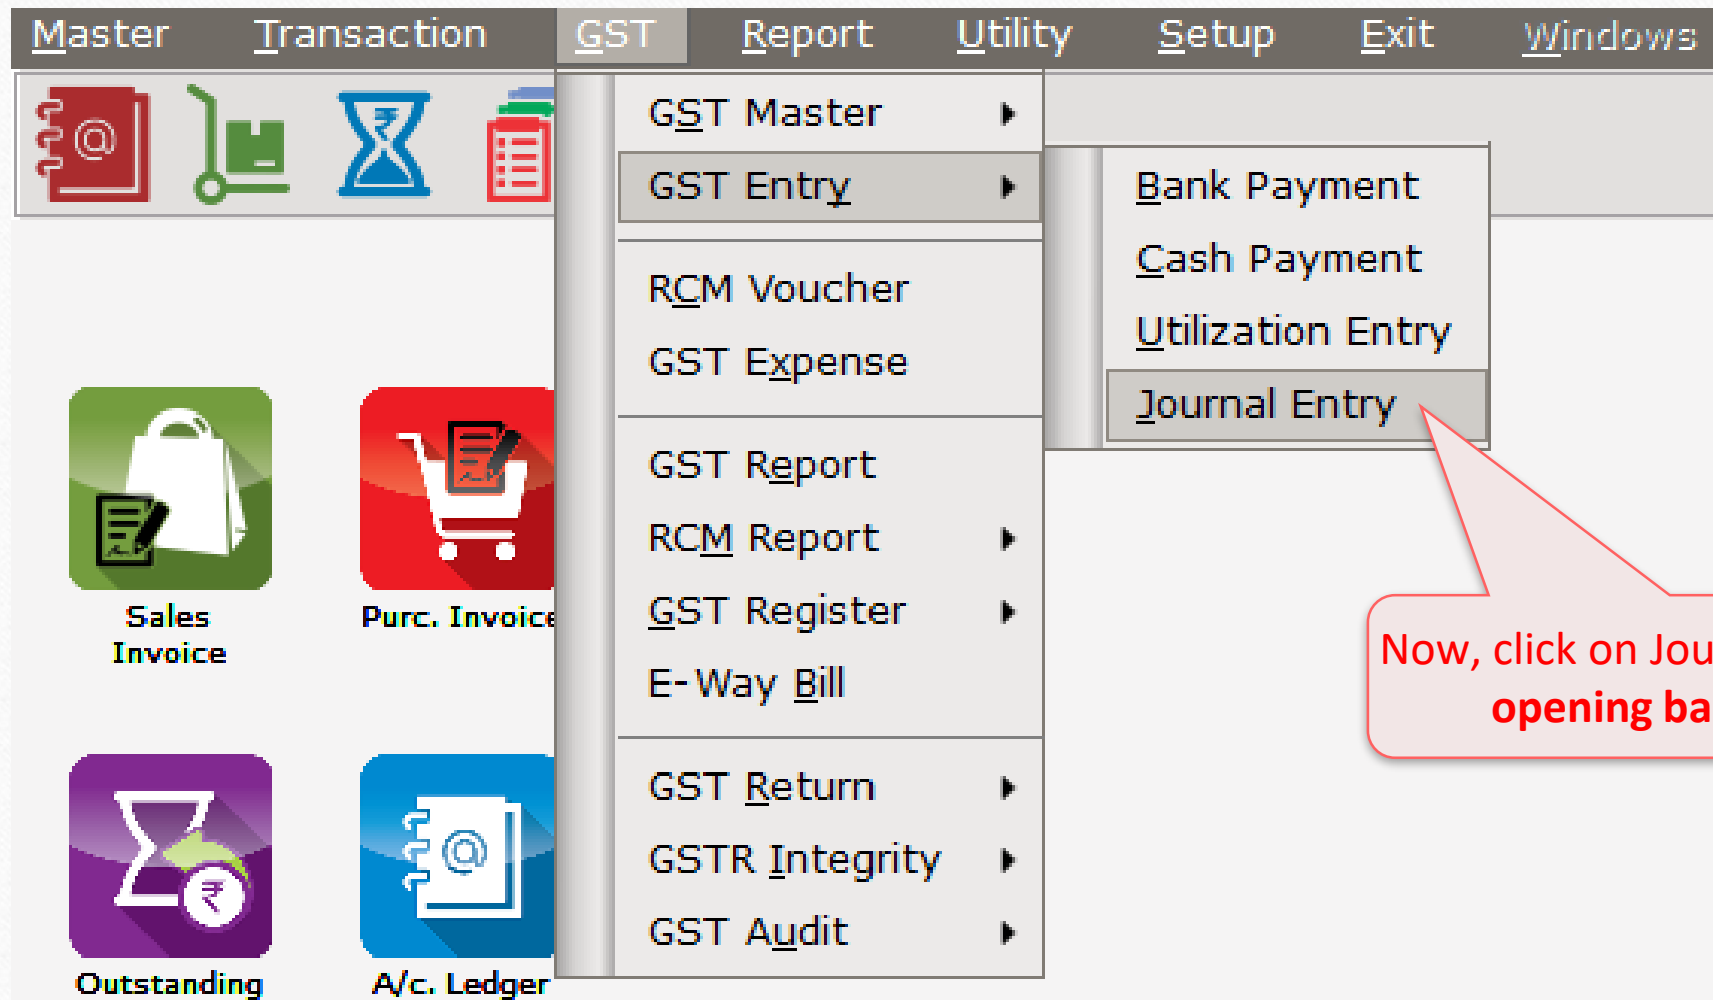 Master Transaction GST Report Utility Setup Exit Windows
GST Master
GST Entry
RCM Voucher
GST Expense
GST Report
RCM Report
GST Register
E-Way Bill
GST Return
GSTR Integrity
GST Audit
Bank Payment
Cash Payment
Utilization Entry
Journal Entry
Sales
Invoice
Purc. Invoice
Outstanding
A/c. Ledger
Now, click on Jou
opening ba